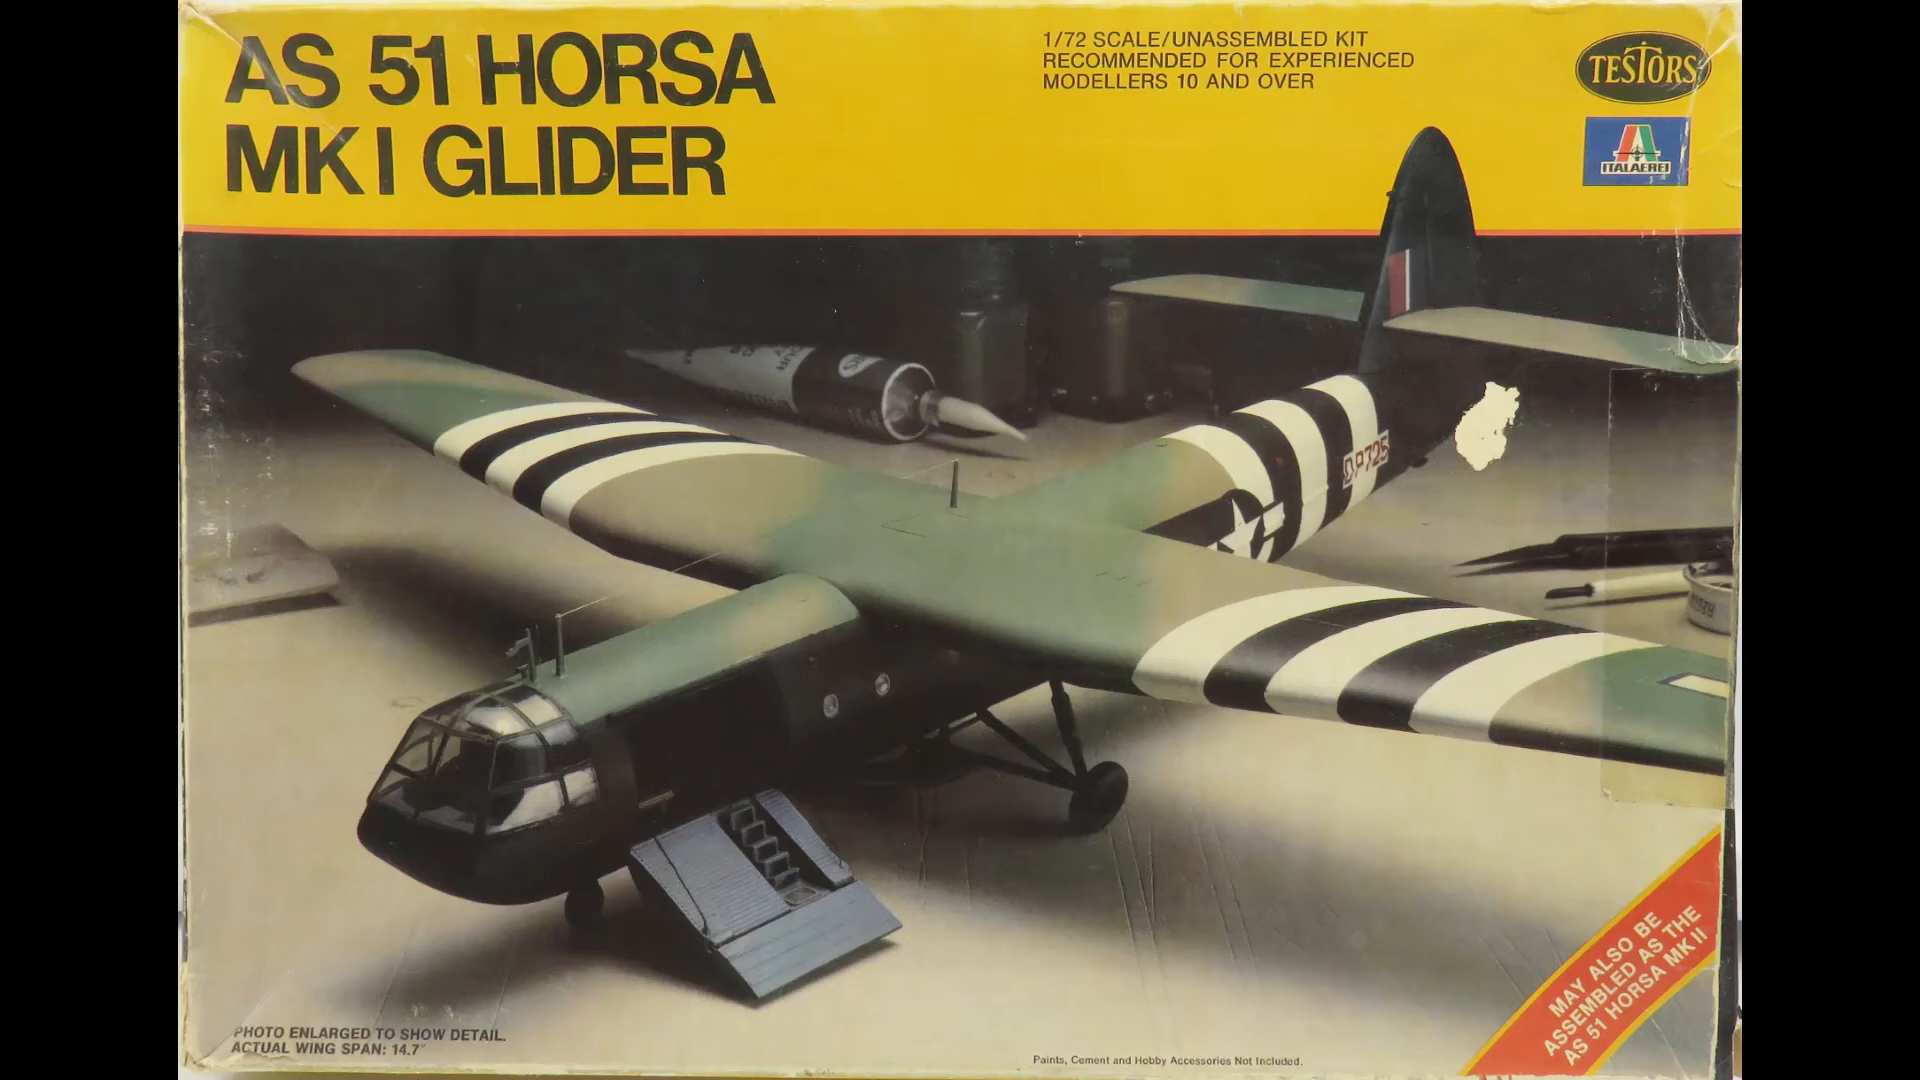 AS 51 HORSA
MK I GLIDER
1/72 SCALE/UNASSEMBLED KIT
RECOMMENDED FOR EXPERIENCED
MODELLERS 10 AND OVER
TESTORS
ITALAEREI
DP725
MAY ALSO BE
ASSEMBLED AS THE
AS 51 HORSA MK II
PHOTO ENLARGED TO SHOW DETAIL.
ACTUAL WING SPAN: 14.7"
Paints, Cement and Hobby Accessories Not Included.